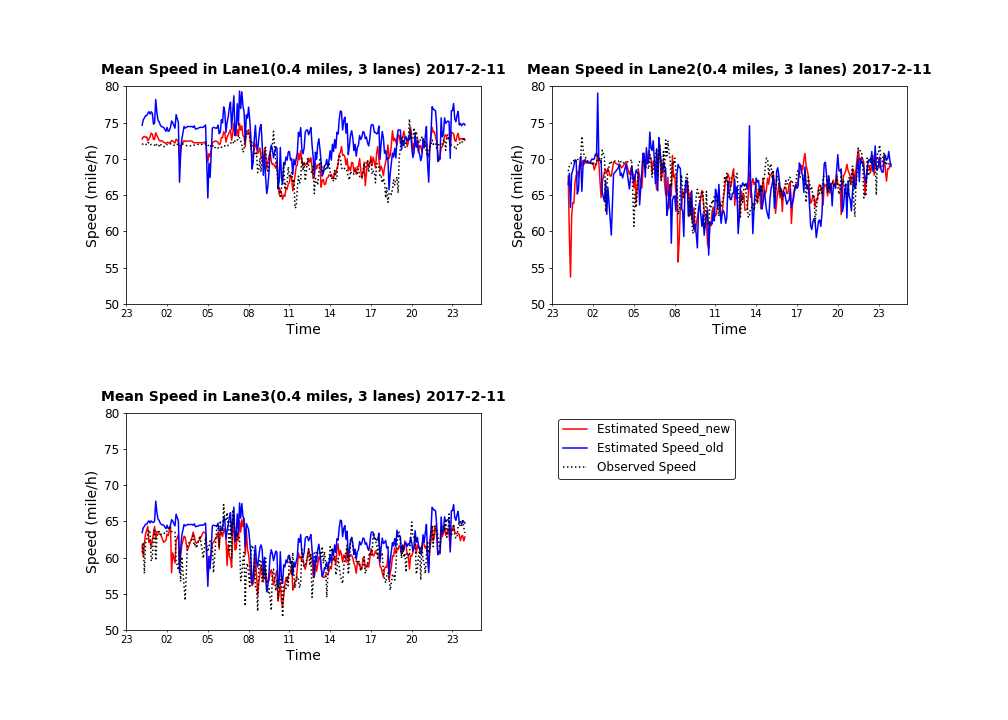 Mean Speed in Lane1(0.4 miles, 3 lanes) 2017-2-11
80
75
70
65
60
55
50
Speed (mile/h)
23 02 05 08 11 14 17 20 23
Time
Mean Speed in Lane2(0.4 miles, 3 lanes) 2017-2-11
80
75
70
65
60
55
50
Speed (mile/h)
23 02 05 08 11 14 17 20 23
Time
Mean Speed in Lane3(0.4 miles, 3 lanes) 2017-2-11
80
75
70
65
60
55
50
Speed (mile/h)
23 02 05 08 11 14 17 20 23
Time
Estimated Speed_new
Estimated Speed_old
Observed Speed